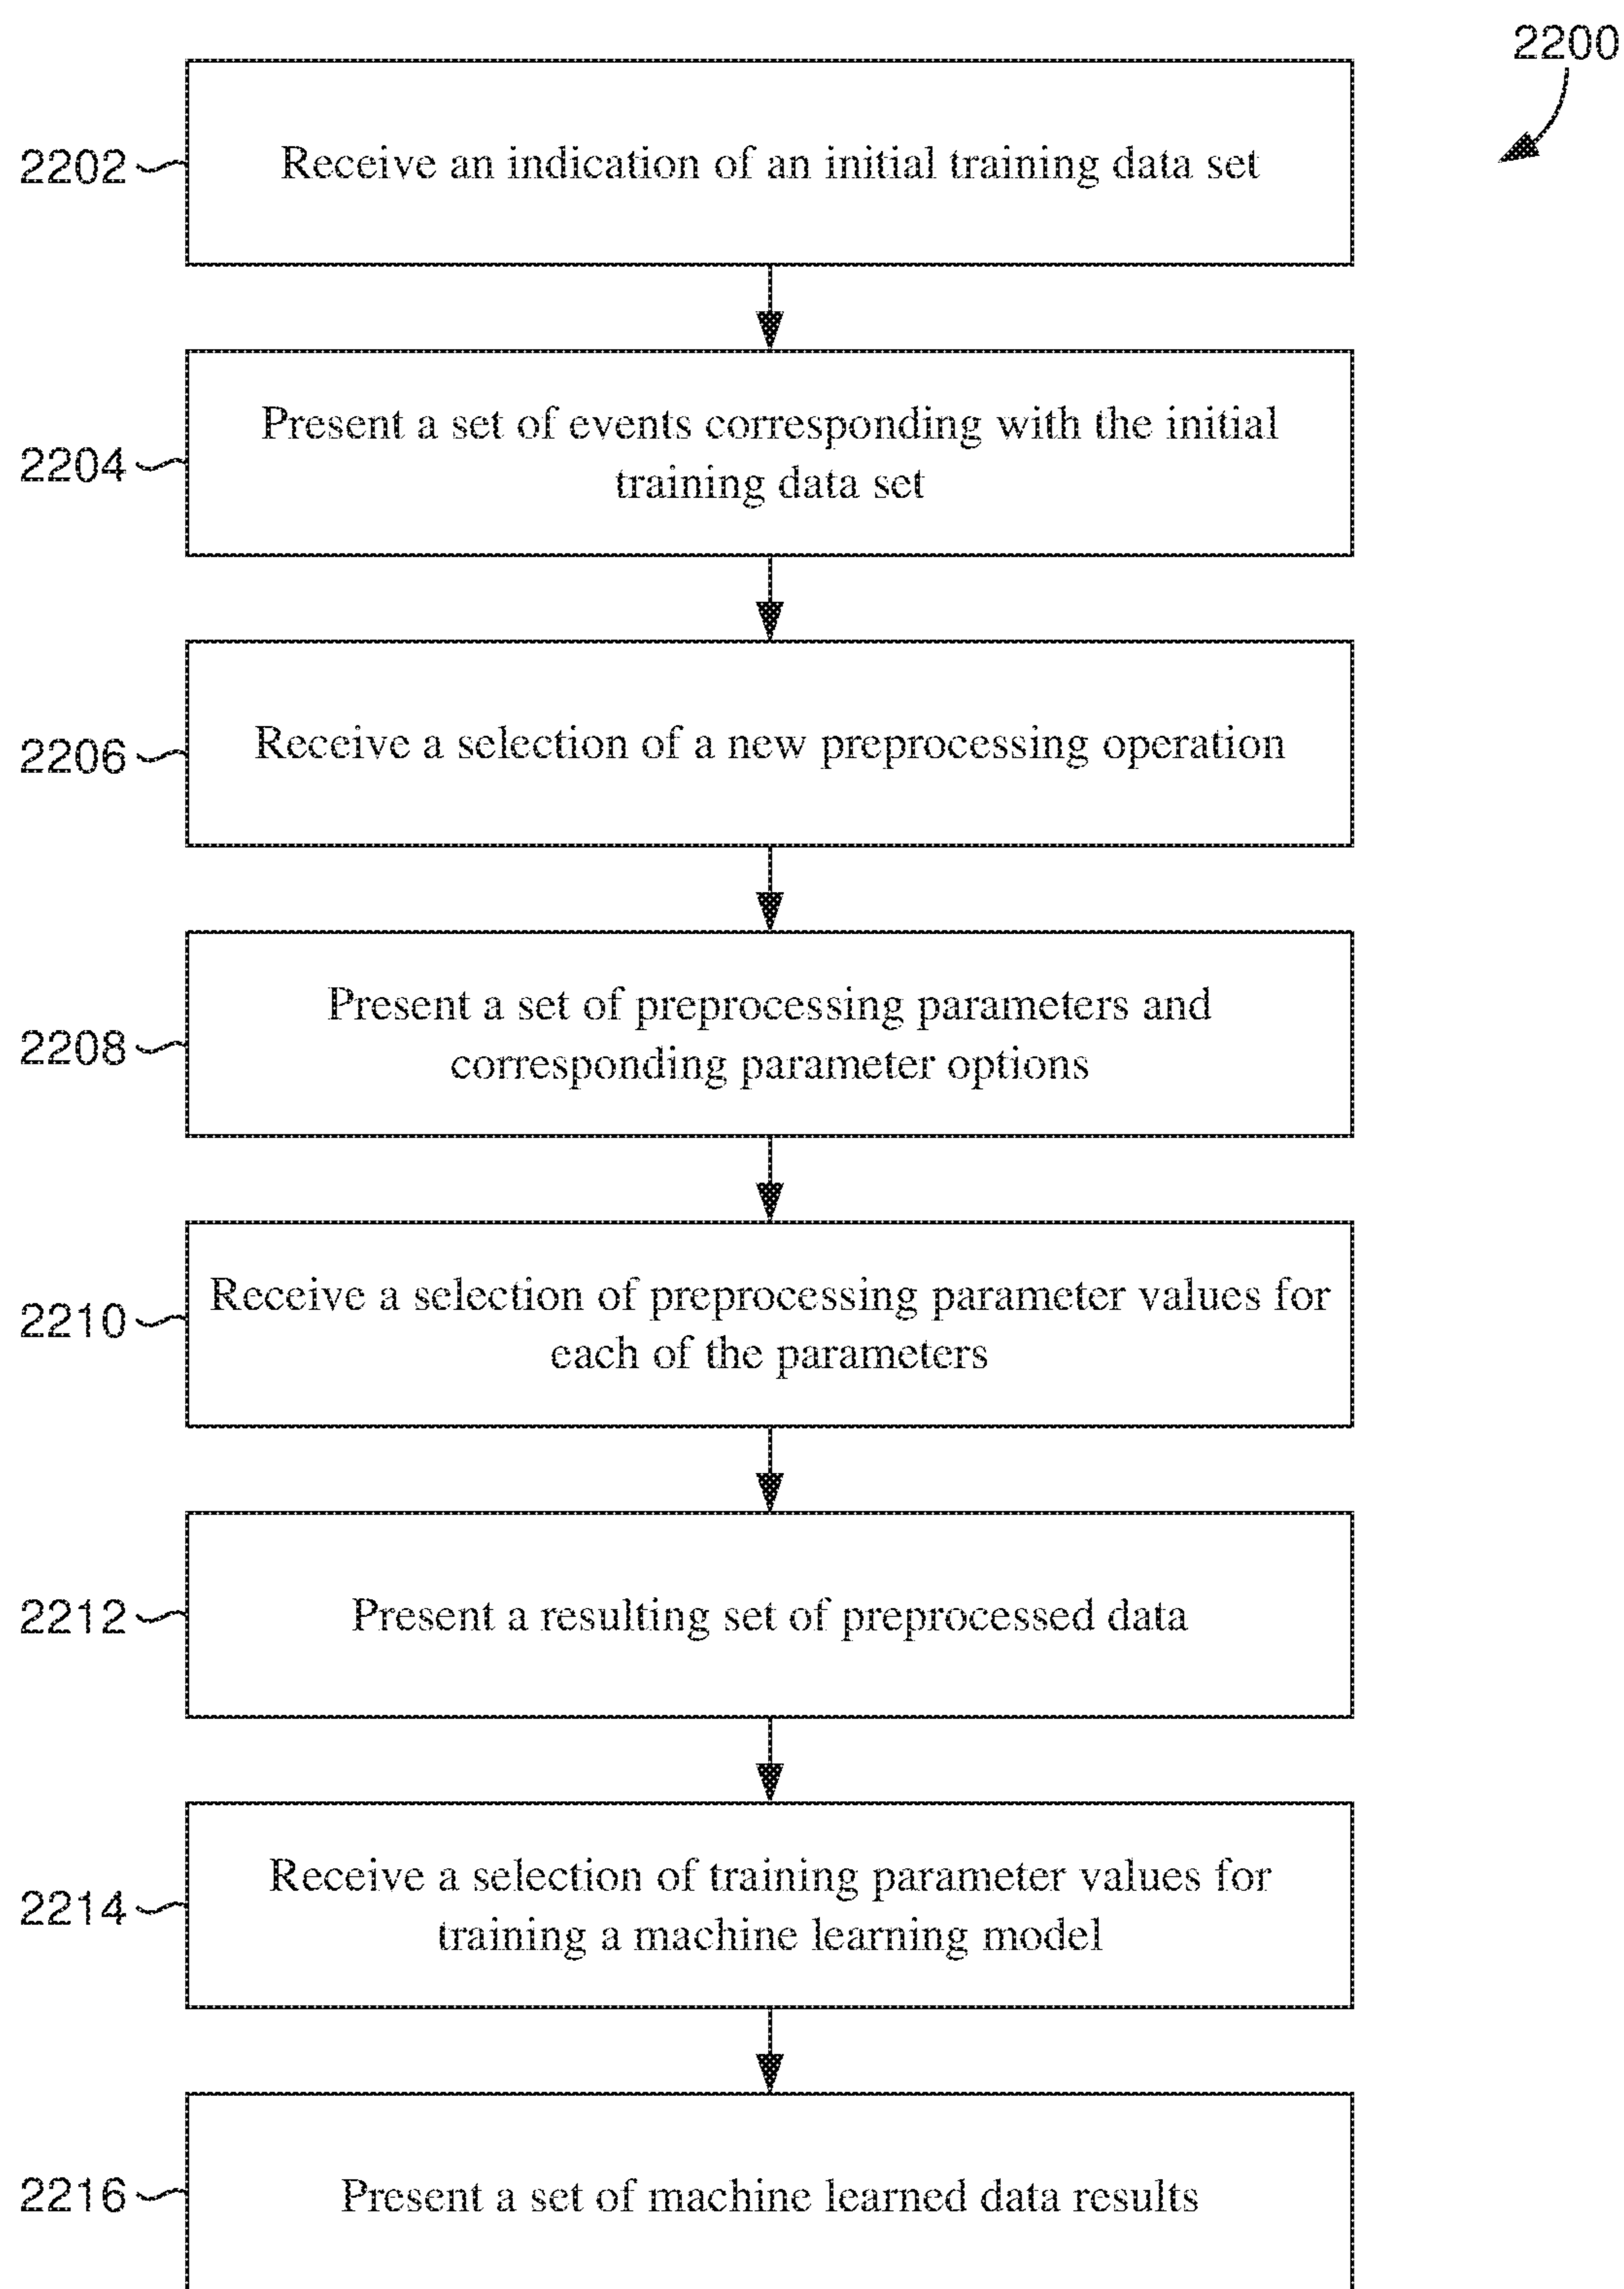 2200
2202
Receive an indication of an initial training data set
2204
Present a set of events corresponding with the initial
training data set
2206
Receive a selection of a new preprocessing operation
2208
Present a set of preprocessing parameters and
corresponding parameter options
2210
Receive a selection of preprocessing parameter values for
each of the parameters
2212
Present a resulting set of preprocessed data
2214
Receive a selection of training parameter values for
training a machine learning model
2216
Present a set of machine learned data results